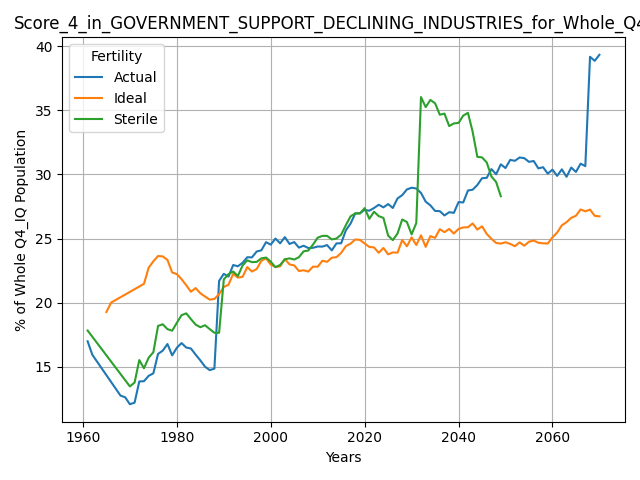 Score_4_in_GOVERNMENT_SUPPORT_DECLINING_INDUSTRIES_for_Whole_Q4
Fertility
Actual
Ideal
Sterile
% of Whole Q4_IQ Population
40
35
30
25
20
15
1960
1980
2000
2020
2040
2060
Years